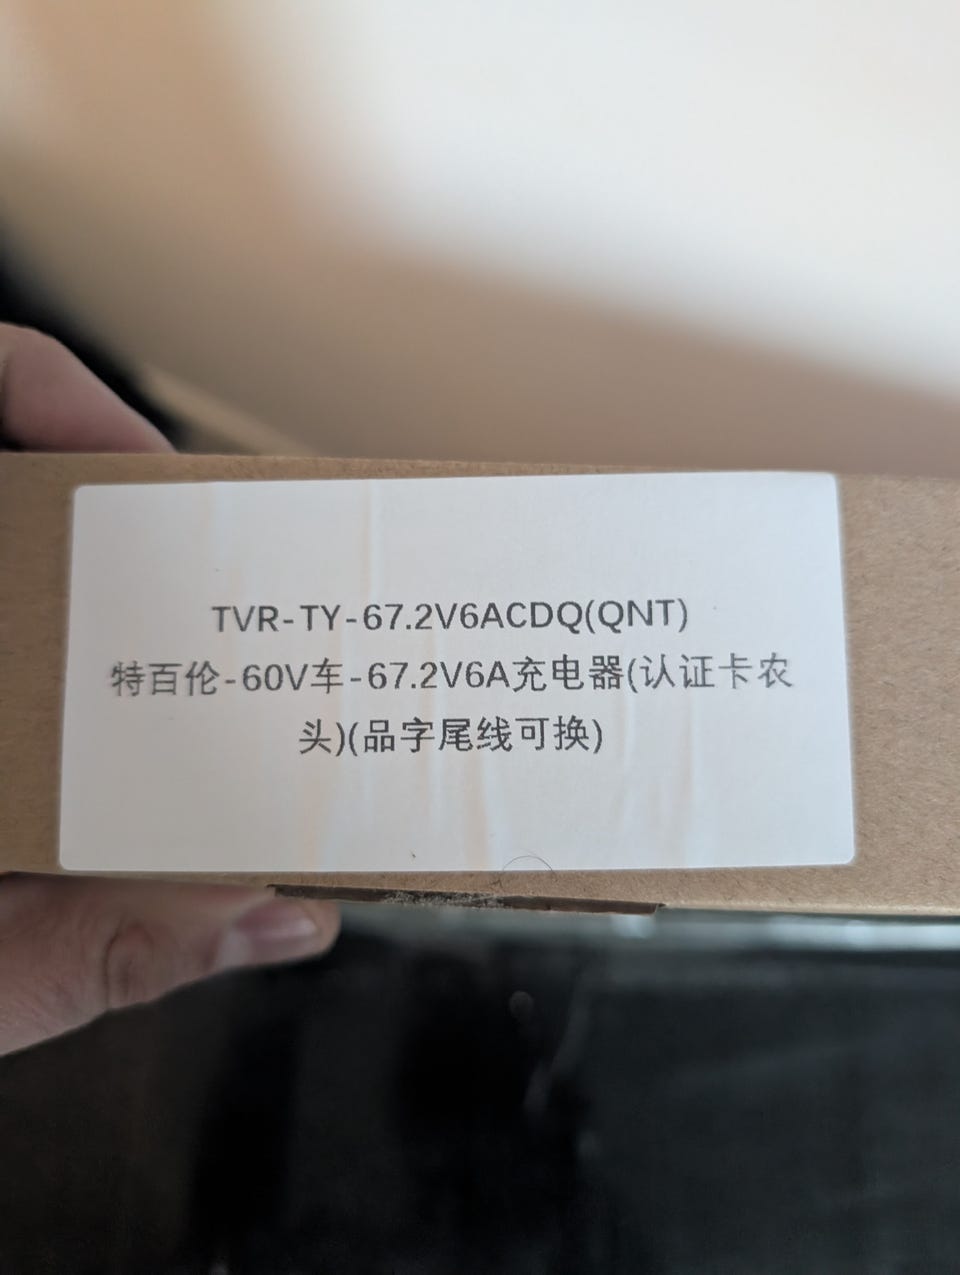 TVR-TY-67.2V6ACDQ(QNT)
特百伦-60V车-67.2V6A充电器(认证卡农
头)(品字尾线可换)